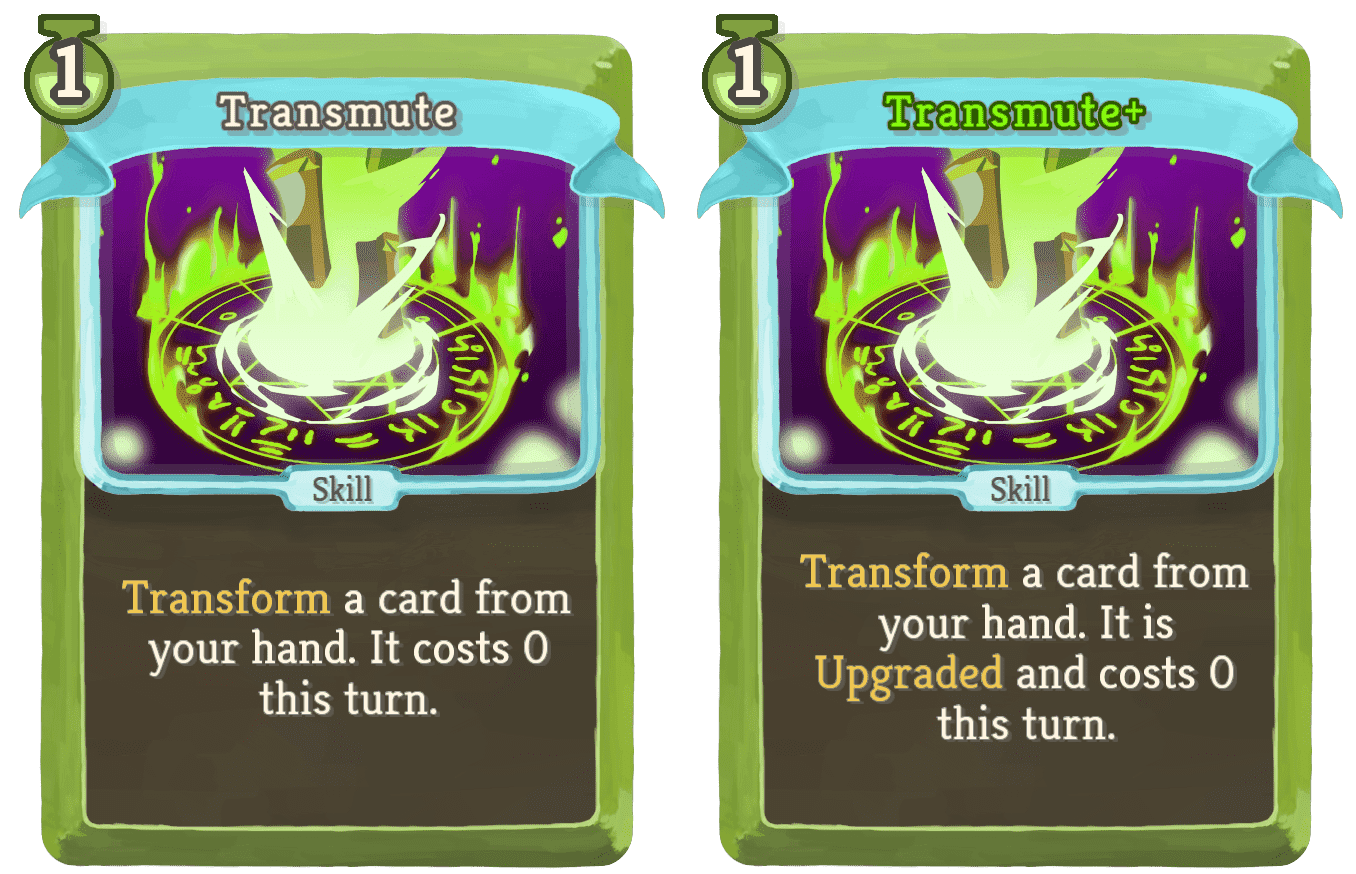 1
Transmute
Skill
Transform a card from
your hand. It costs 0
this turn.
1
Transmute+
Skill
Transform a card from
your hand. It is
Upgraded and costs 0
this turn.